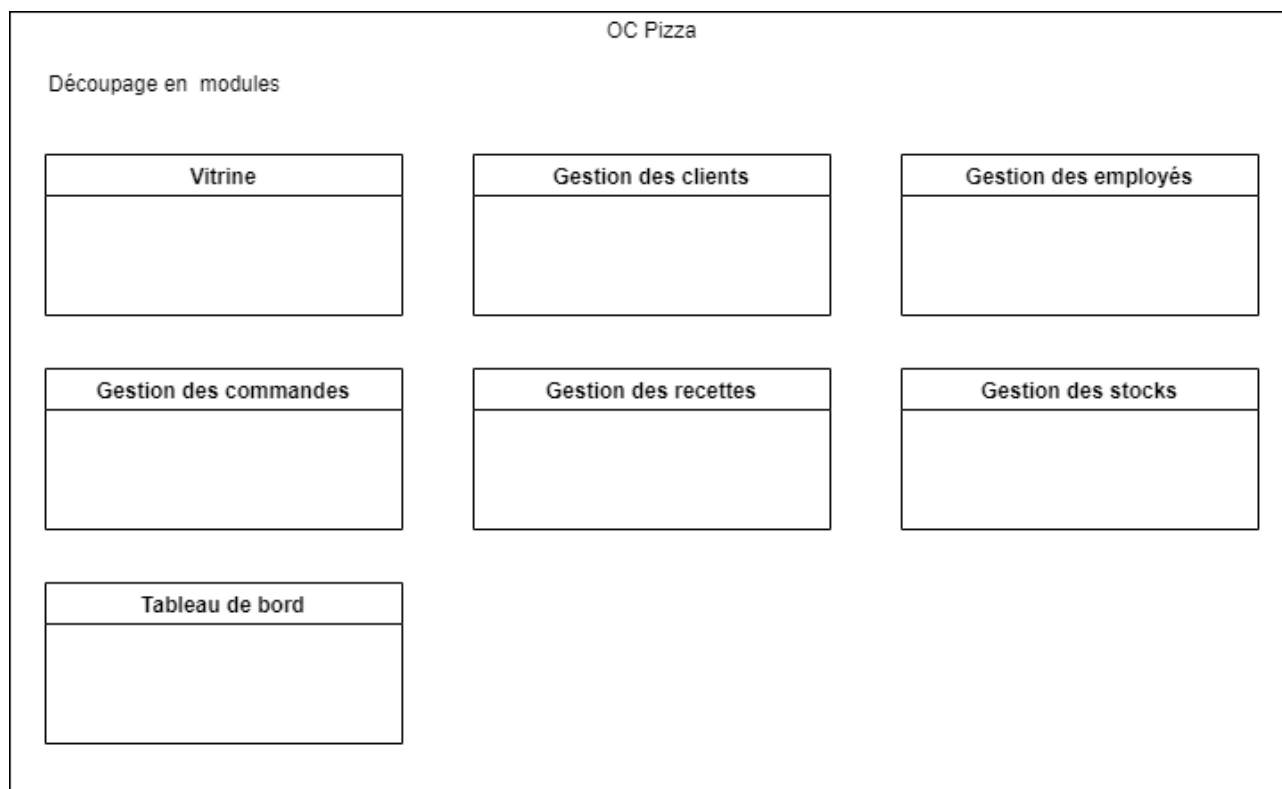 OC Pizza
Découpage en modules
Vitrine
Gestion des clients
Gestion des employés
Gestion des commandes
Gestion des recettes
Gestion des stocks
Tableau de bord